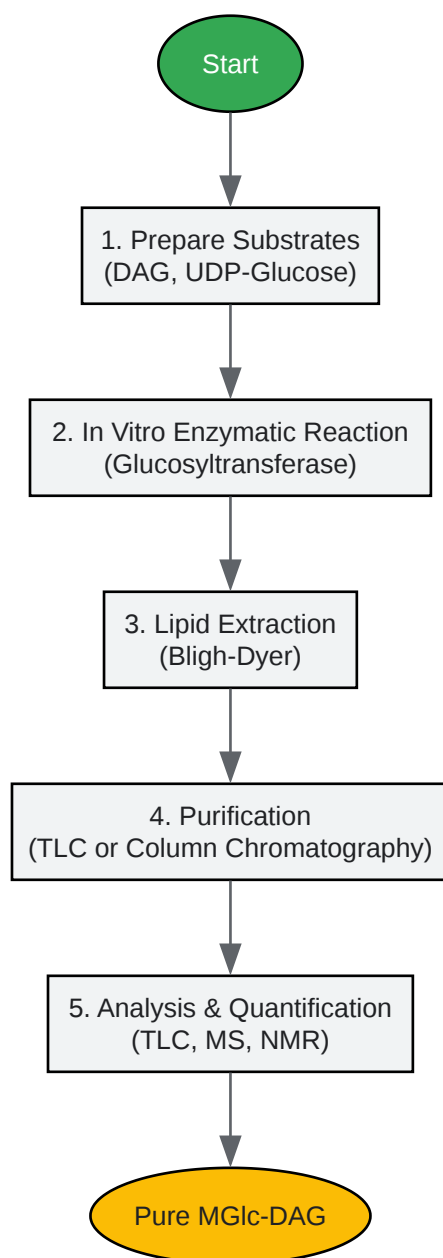 Start
1. Prepare Substrates
(DAG, UDP-Glucose)
2. In Vitro Enzymatic Reaction
(Glucosyltransferase)
3. Lipid Extraction
(Bligh-Dyer)
4. Purification
(TLC or Column Chromatography)
5. Analysis & Quantification
(TLC, MS, NMR)
Pure MGlc-DAG